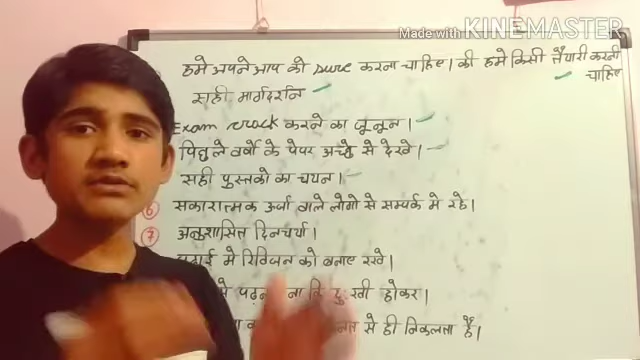 Made with KINEMASTER
हमे अपने आप को sure करना चाहिए। की हमे किसी तैयारी करनी
चाहिए
सही मार्गदर्शन
Exam crack करने का जूनून।
पिछले वर्षो के पेपर अच्छे से देखे।
सही पुस्तको का चयन।
6 सकारात्मक ऊर्जा वाले लोगो से सम्पर्क मे रहें।
7 अनुशासित दिनचर्या।
मे रिविजन को बनाए रखे।
होकर।
से ही निकलता हैं।